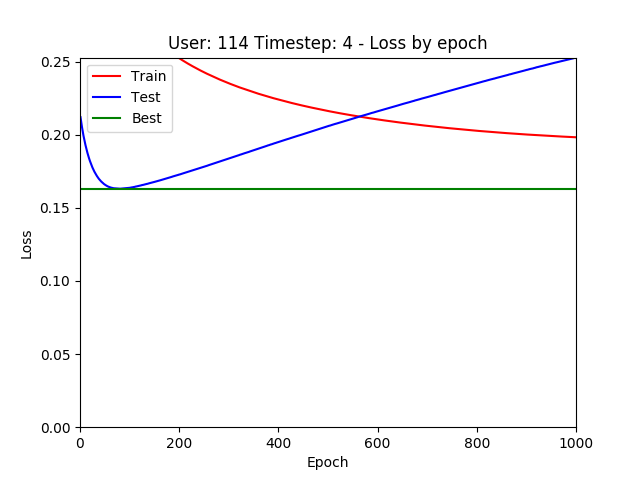 User: 114 Timestep: 4 - Loss by epoch
Train
Test
Best
0.25
0.20
0.15
0.10
0.05
0.00
Loss
0 200 400 600 800 1000
Epoch